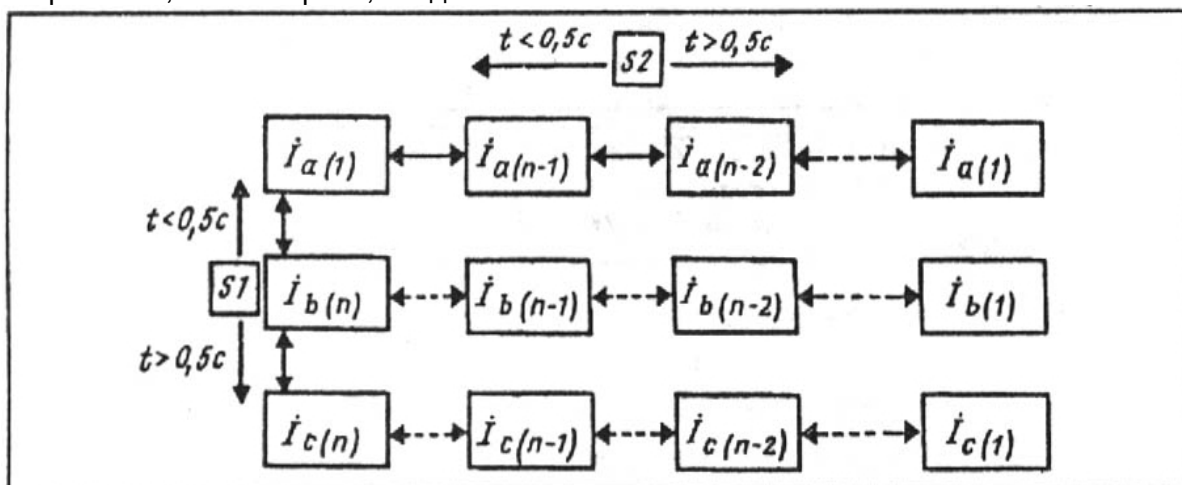 t<0,5c S2 t>0,5c
İa(1) İa(n-1) İa(n-2) İa(1)
t<0,5c
S1 İb(n) İb(n-1) İb(n-2) İb(1)
t>0,5c
İc(n) İc(n-1) İc(n-2) İc(1)